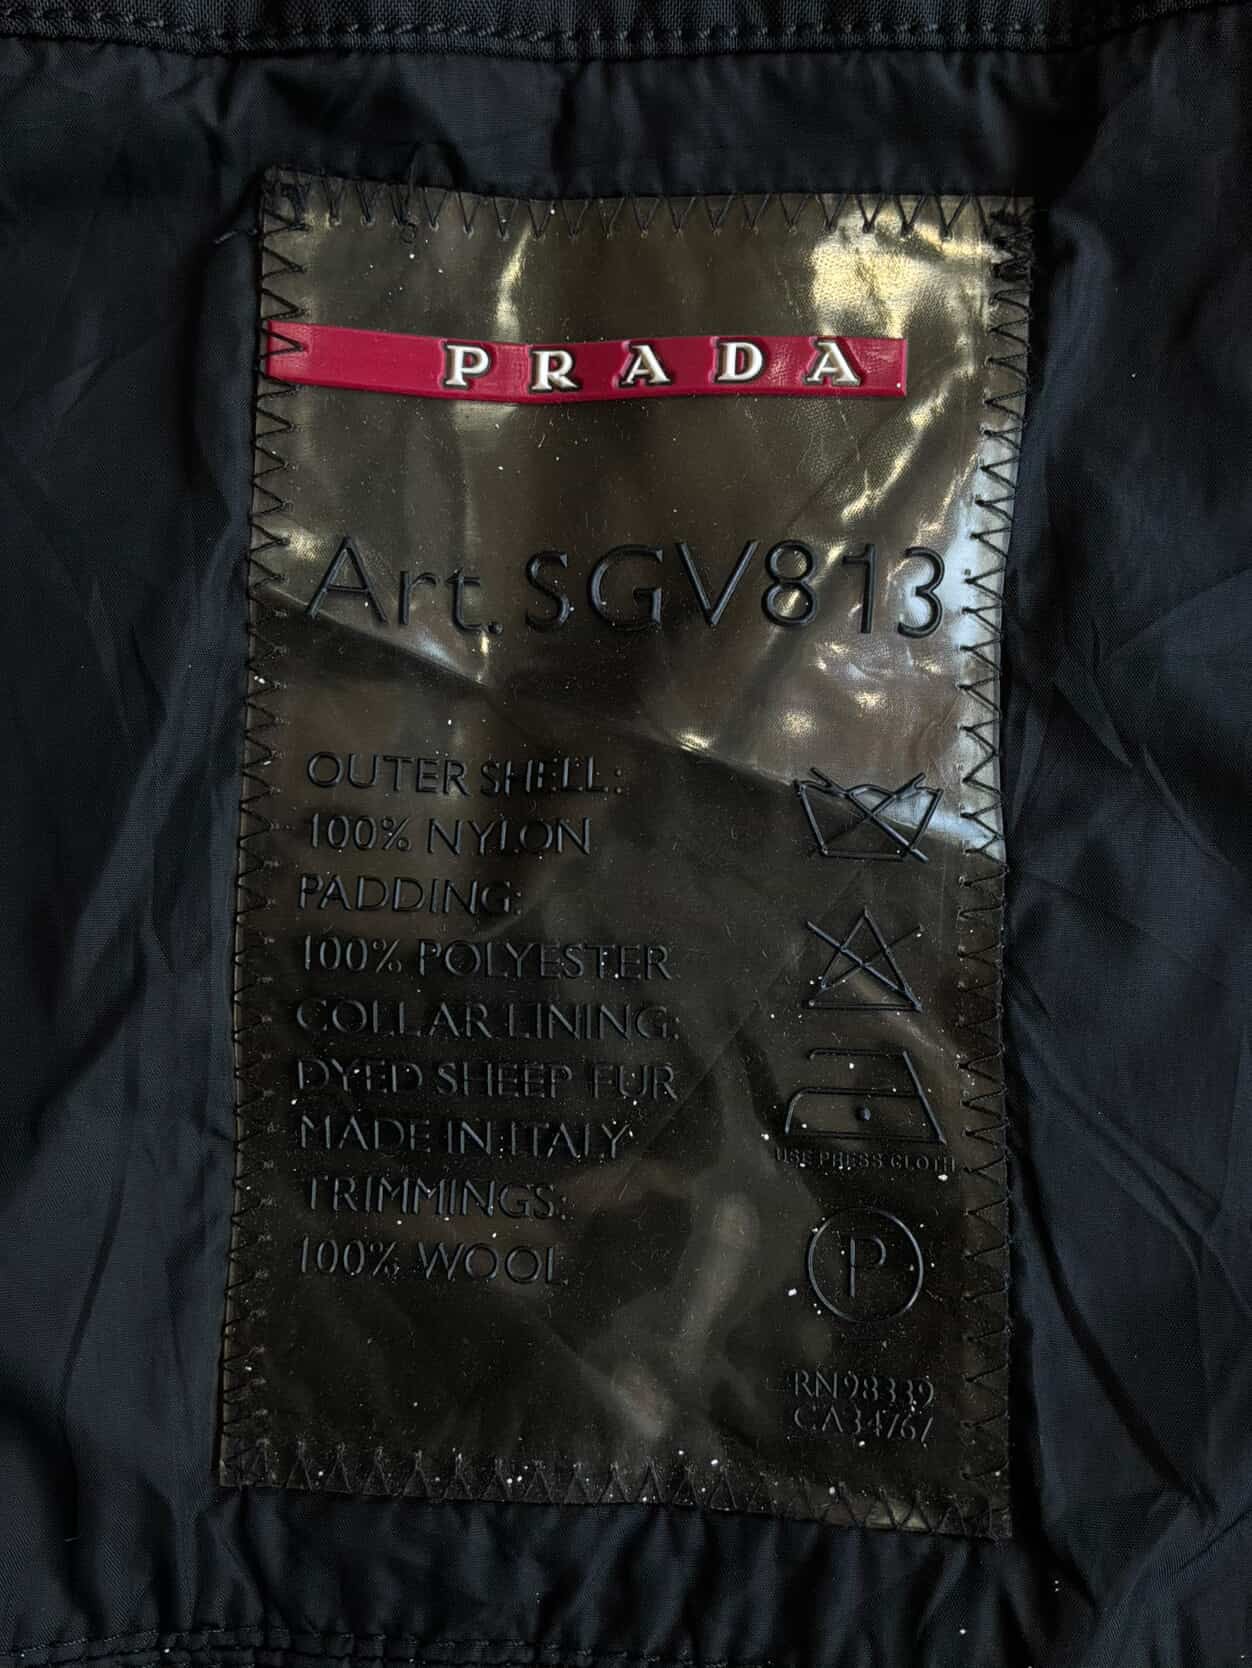 PRADA
Art. SGV813
OUTER SHELL:
100% NYLON
PADDING:
100% POLYESTER
COLLAR LINING:
DYED SHEEP FUR
MADE IN ITALY
TRIMMINGS:
100% WOOL
USE PRESS CLOTH
P
RN98339
CA34767